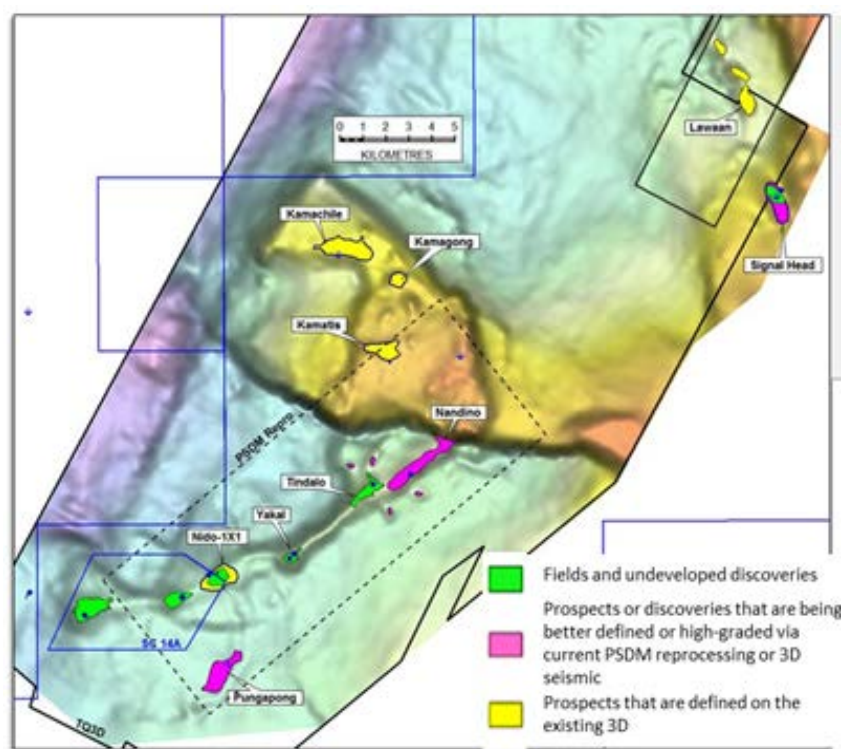 0 1 2 3 4 5
KILOMETRES
Lawaan
Signal Head
Kamachile
Kamagong
Kamatis
Nandino
PSDM Repro
Tindalo
Yakal
Nido-1X1
SC 14A
Pungapong
TQ3D
Fields and undeveloped discoveries
Prospects or discoveries that are being
better defined or high-graded via
current PSDM reprocessing or 3D
seismic
Prospects that are defined on the
existing 3D